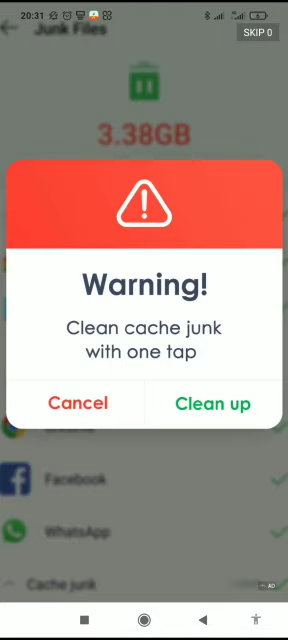 20:31
Junk Files
SKIP 0
3.38GB
Warning!
Clean cache junk
with one tap
Cancel
Clean up
Facebook
WhatsApp
Cache junk
AD